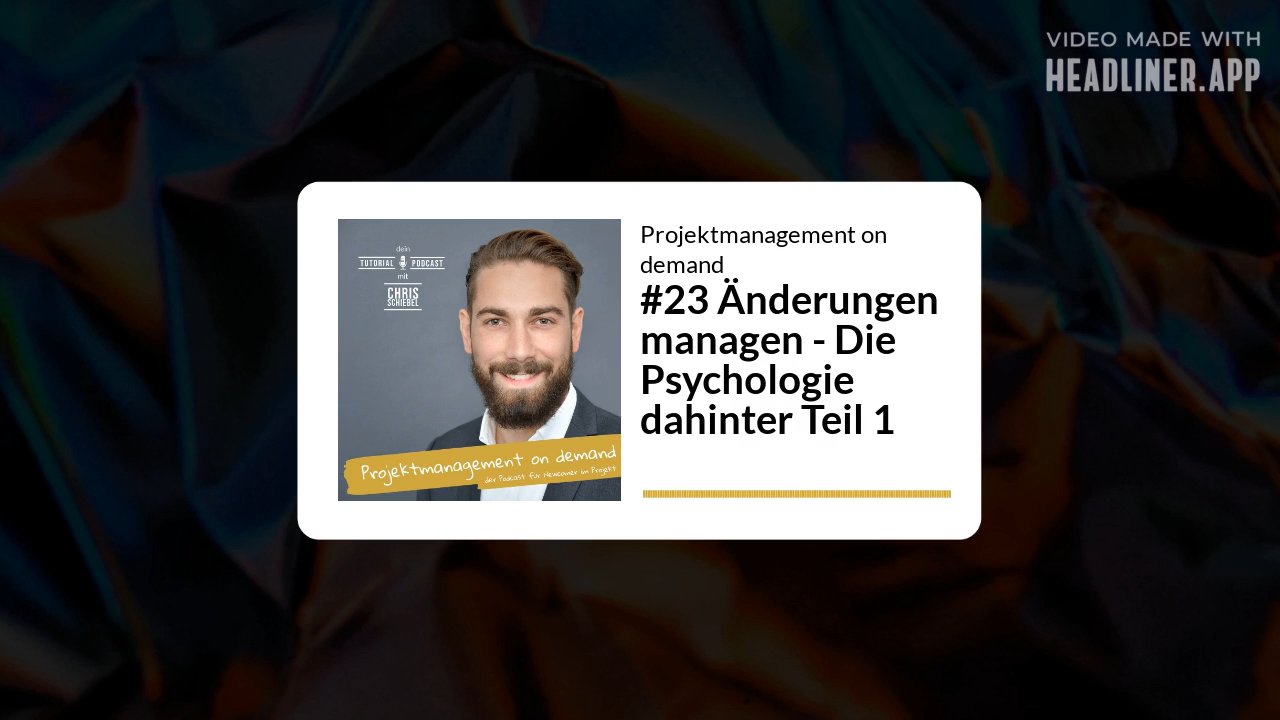 VIDEO MADE WITH
HEADLINER.APP
dein
TUTORIAL PODCAST
mit
CHRIS
SCHIEBEL
Projektmanagement on demand
der Podcast für Newcomer im Projekt
Projektmanagement on
demand
#23 Änderungen
managen - Die
Psychologie
dahinter Teil 1